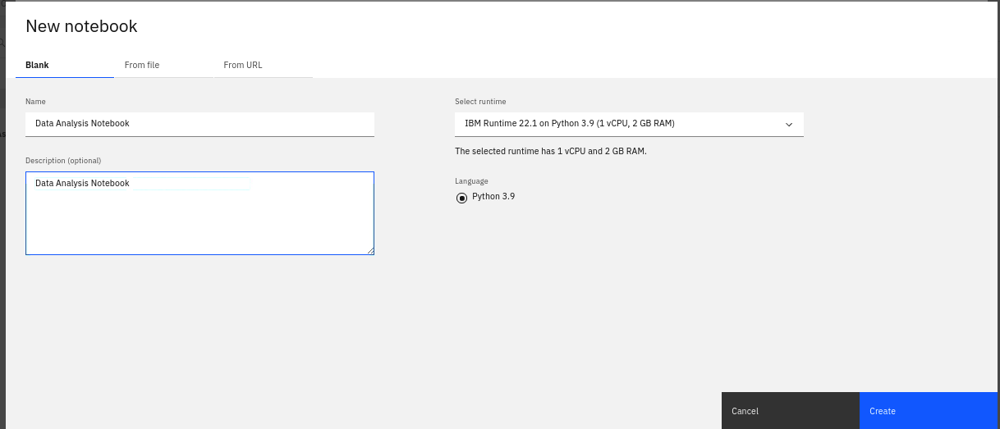 New notebook
Blank
From file
From URL
Name
Data Analysis Notebook
Description (optional)
Data Analysis Notebook
Select runtime
IBM Runtime 22.1 on Python 3.9 (1 vCPU, 2 GB RAM)
The selected runtime has 1 vCPU and 2 GB RAM.
Language
Python 3.9
Cancel
Create